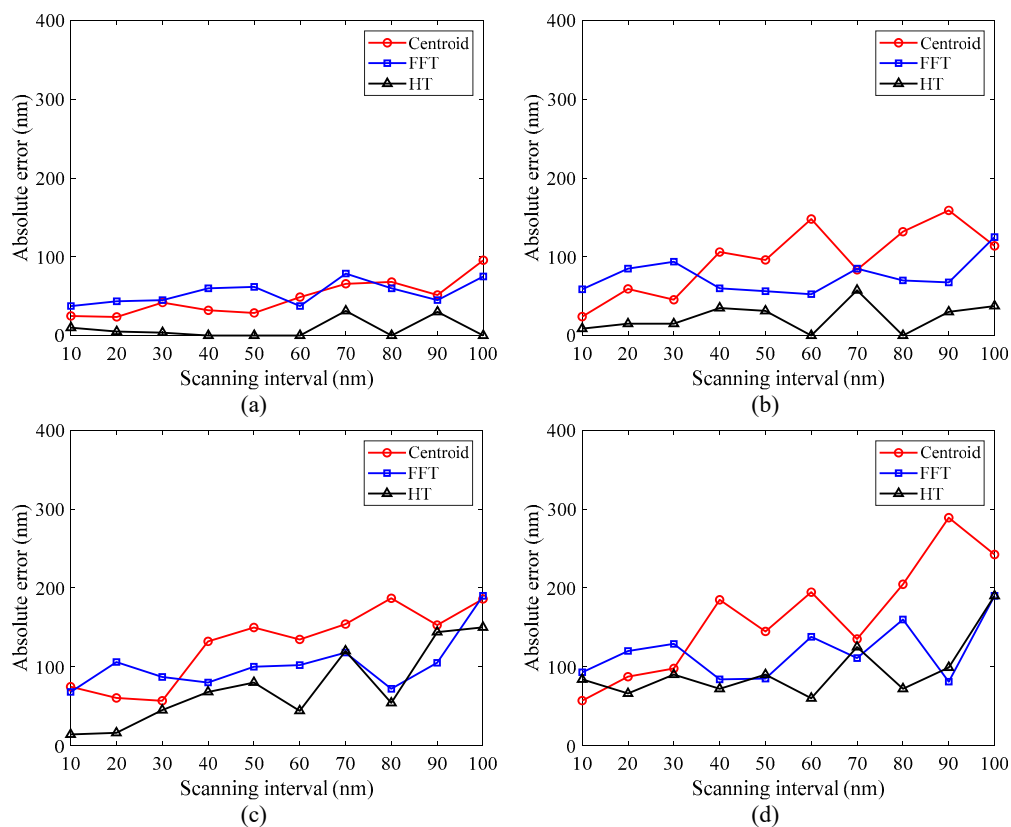 400
300
200
100
0
Absolute error (nm)
Centroid
FFT
HT
10 20 30 40 50 60 70 80 90 100
Scanning interval (nm)
(a)
400
300
200
100
0
Absolute error (nm)
Centroid
FFT
HT
10 20 30 40 50 60 70 80 90 100
Scanning interval (nm)
(b)
400
300
200
100
0
Absolute error (nm)
Centroid
FFT
HT
10 20 30 40 50 60 70 80 90 100
Scanning interval (nm)
(c)
400
300
200
100
0
Absolute error (nm)
Centroid
FFT
HT
10 20 30 40 50 60 70 80 90 100
Scanning interval (nm)
(d)